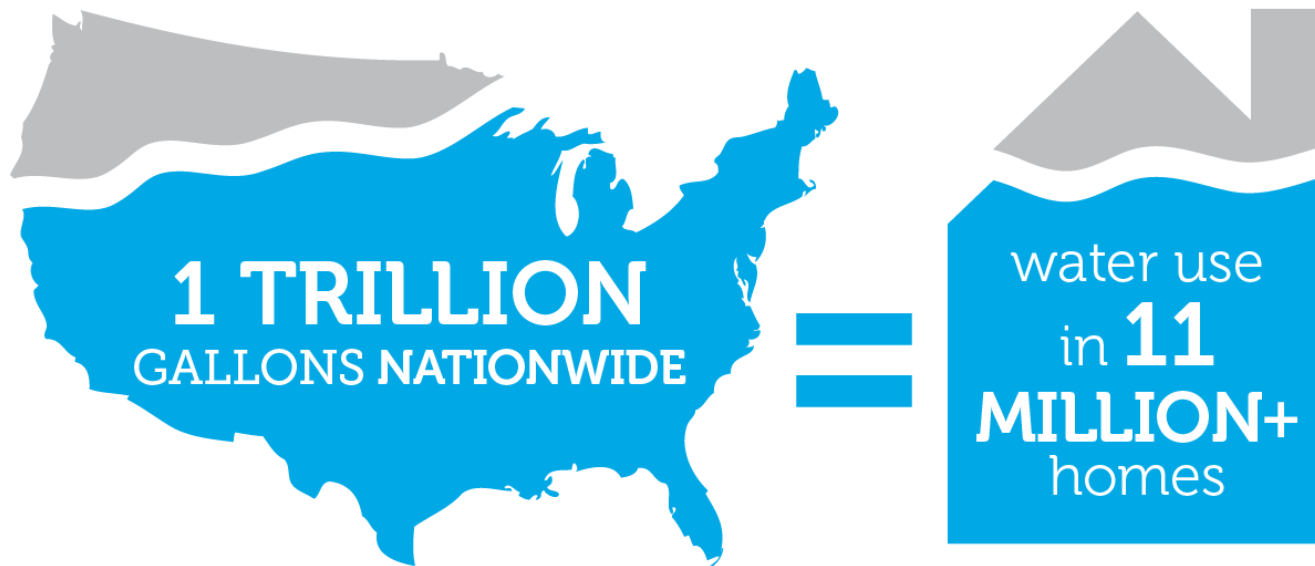 1 TRILLION
GALLONS NATIONWIDE
=
water use
in 11
MILLION+
homes